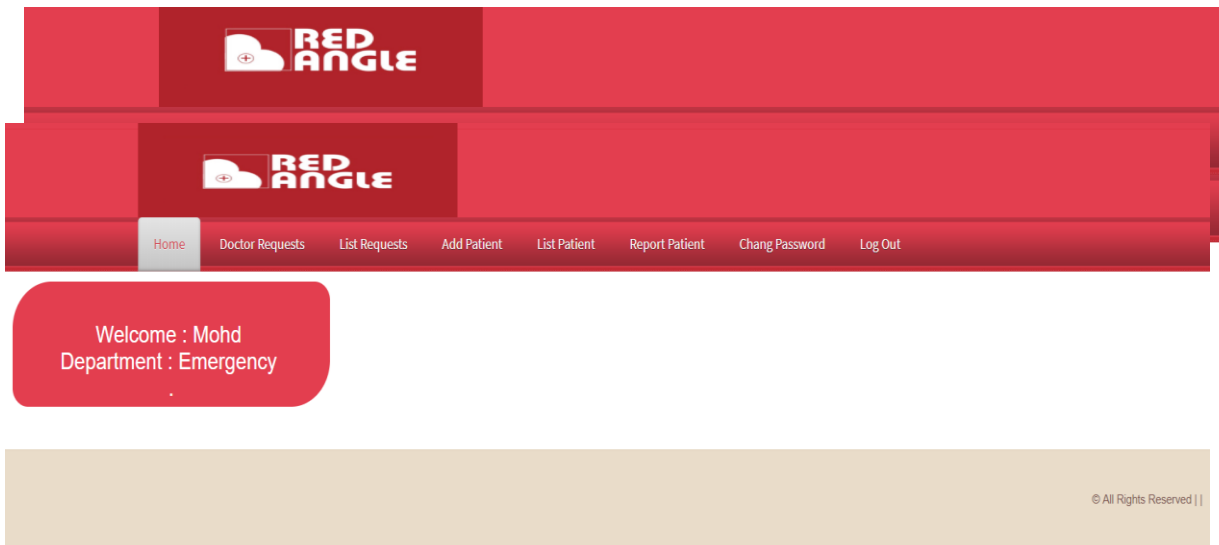 RED
ANGLE
RED
ANGLE
Home Doctor Requests List Requests Add Patient List Patient Report Patient Chang Password Log Out
Welcome : Mohd
Department : Emergency
.
© All Rights Reserved | |